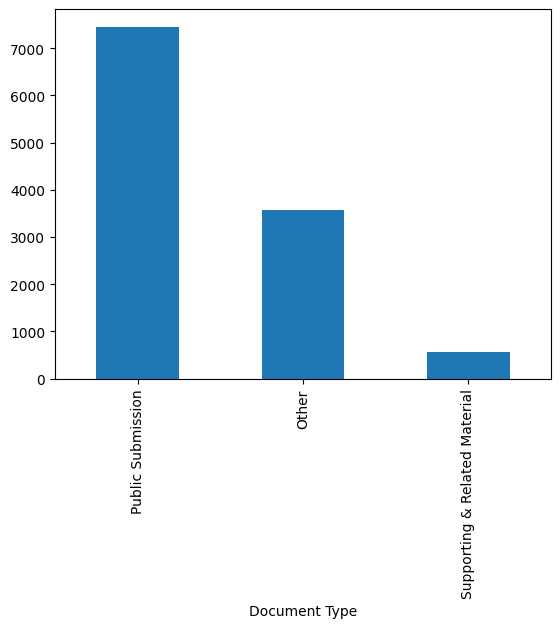 7000
6000
5000
4000
3000
2000
1000
0
Public Submission
Other
Supporting & Related Material
Document Type